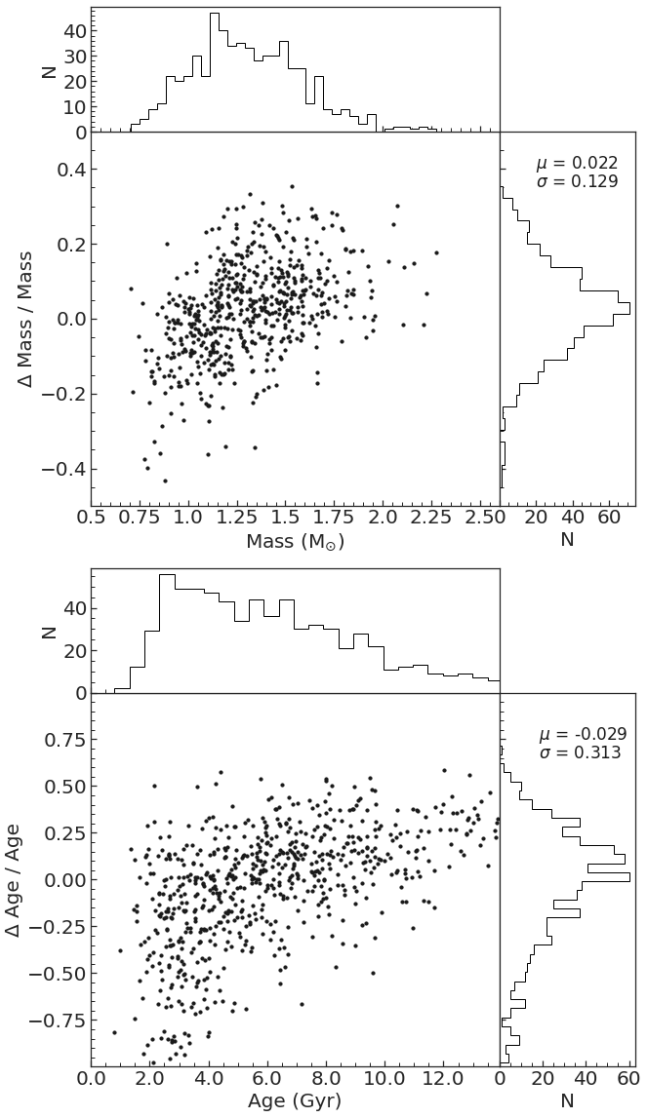 40
30
20
10
0
N
μ = 0.022
σ = 0.129
0.4
0.2
0.0
−0.2
−0.4
Δ Mass / Mass
0.5 0.75 1.0 1.25 1.5 1.75 2.0 2.25 2.50 20 40 60
Mass (M⊙) N
40
20
0
N
μ = -0.029
σ = 0.313
0.75
0.50
0.25
0.00
−0.25
−0.50
−0.75
Δ Age / Age
0.0 2.0 4.0 6.0 8.0 10.0 12.0 0 20 40 60
Age (Gyr) N